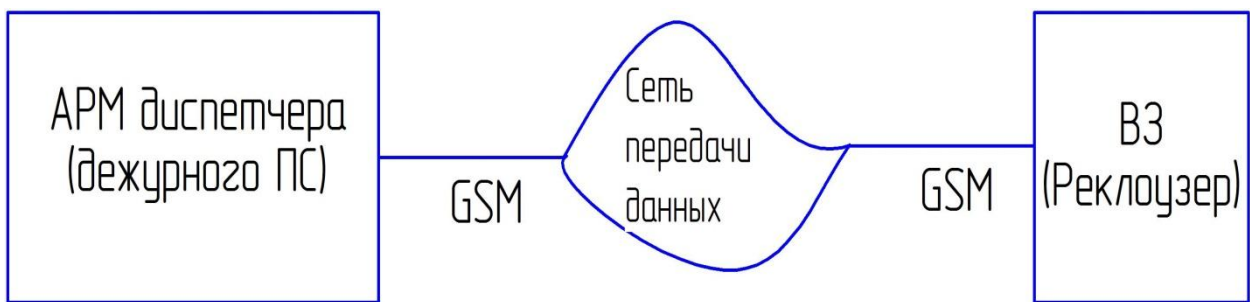 АРМ диспетчера
(дежурного ПС)
GSM
Сеть
передачи
данных
GSM
ВЗ
(Реклоузер)